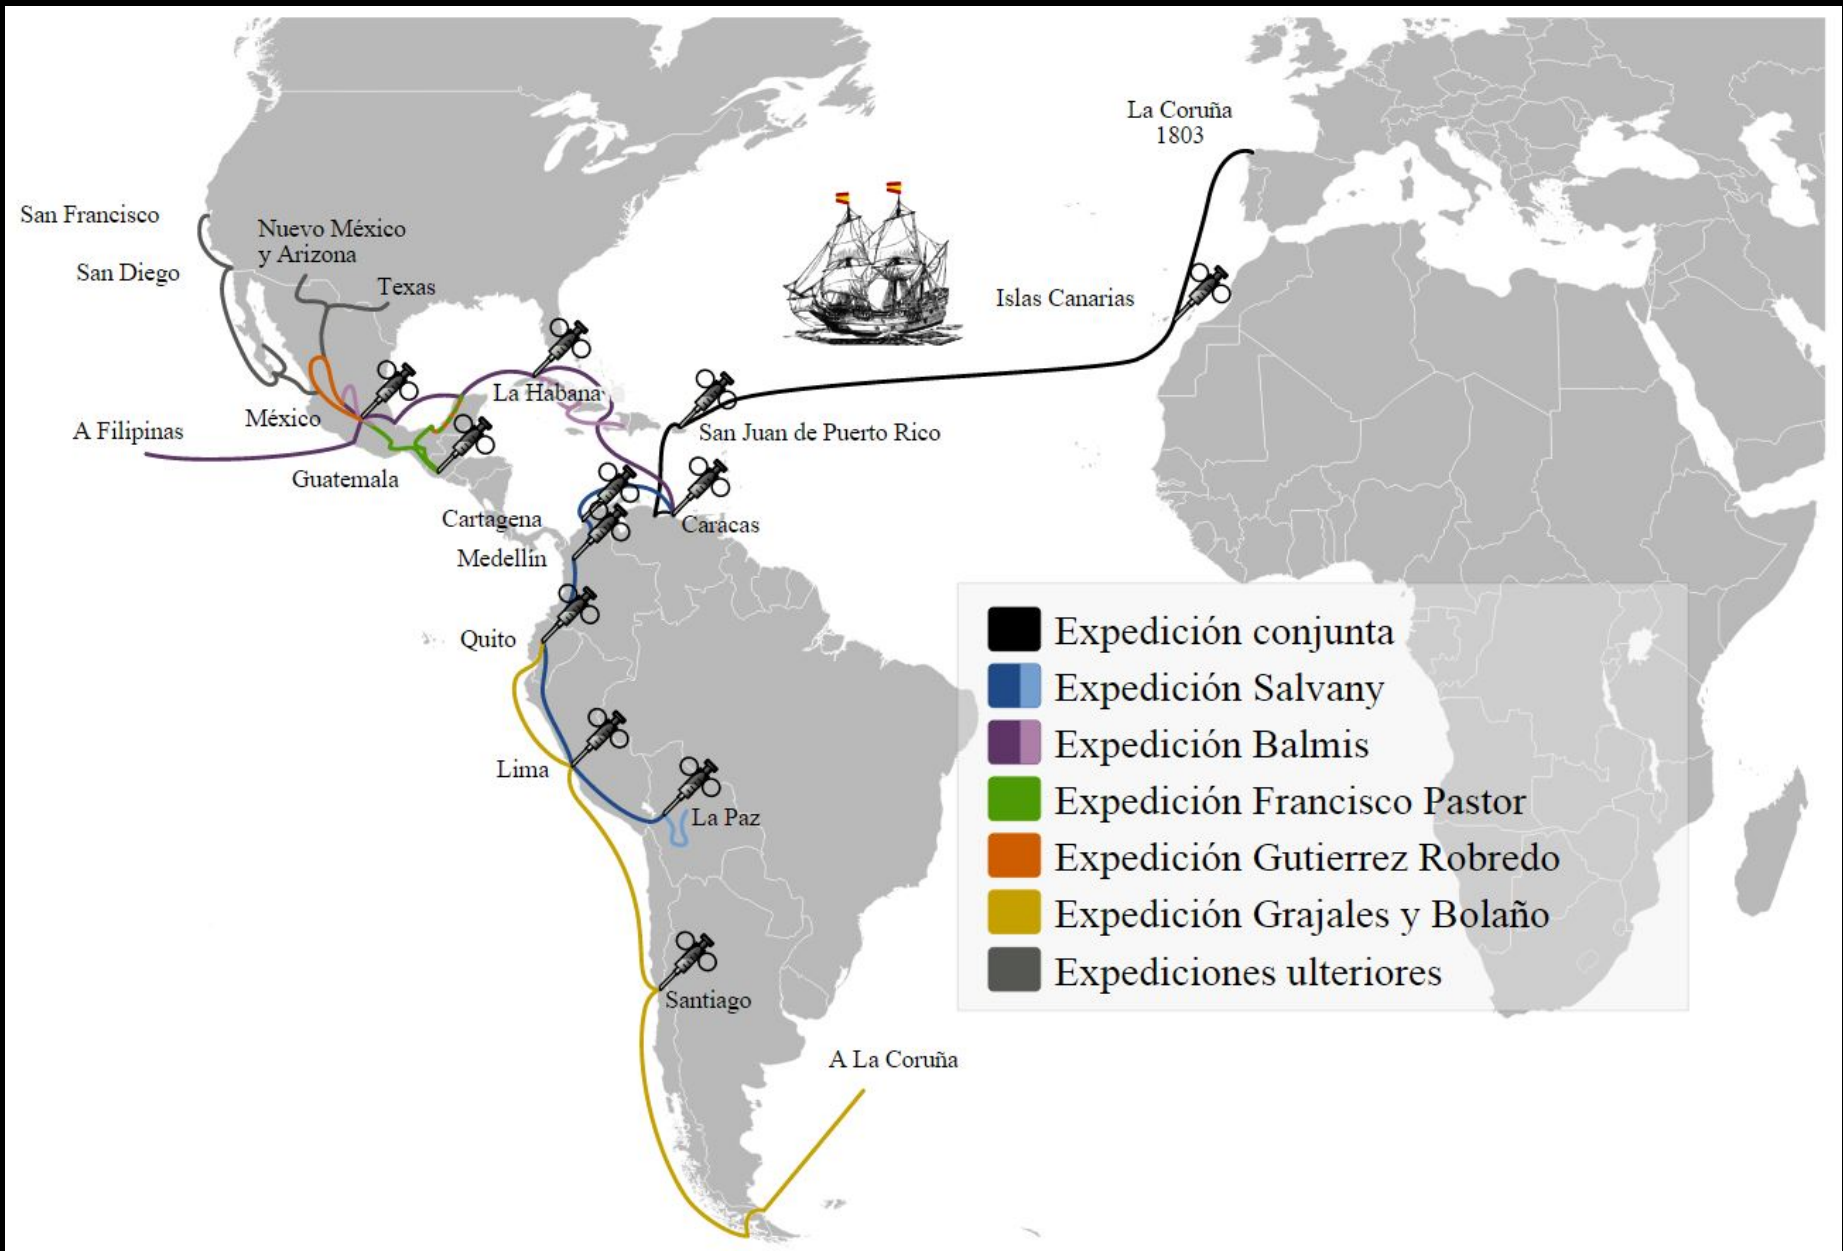 La Coruña
1803
San Francisco
Nuevo México
y Arizona
San Diego
Texas
Islas Canarias
La Habana
México
A Filipinas
San Juan de Puerto Rico
Guatemala
Cartagena
Caracas
Medellín
Quito
Lima
La Paz
Santiago
A La Coruña
Expedición conjunta
Expedición Salvany
Expedición Balmis
Expedición Francisco Pastor
Expedición Gutierrez Robredo
Expedición Grajales y Bolaño
Expediciones ulteriores